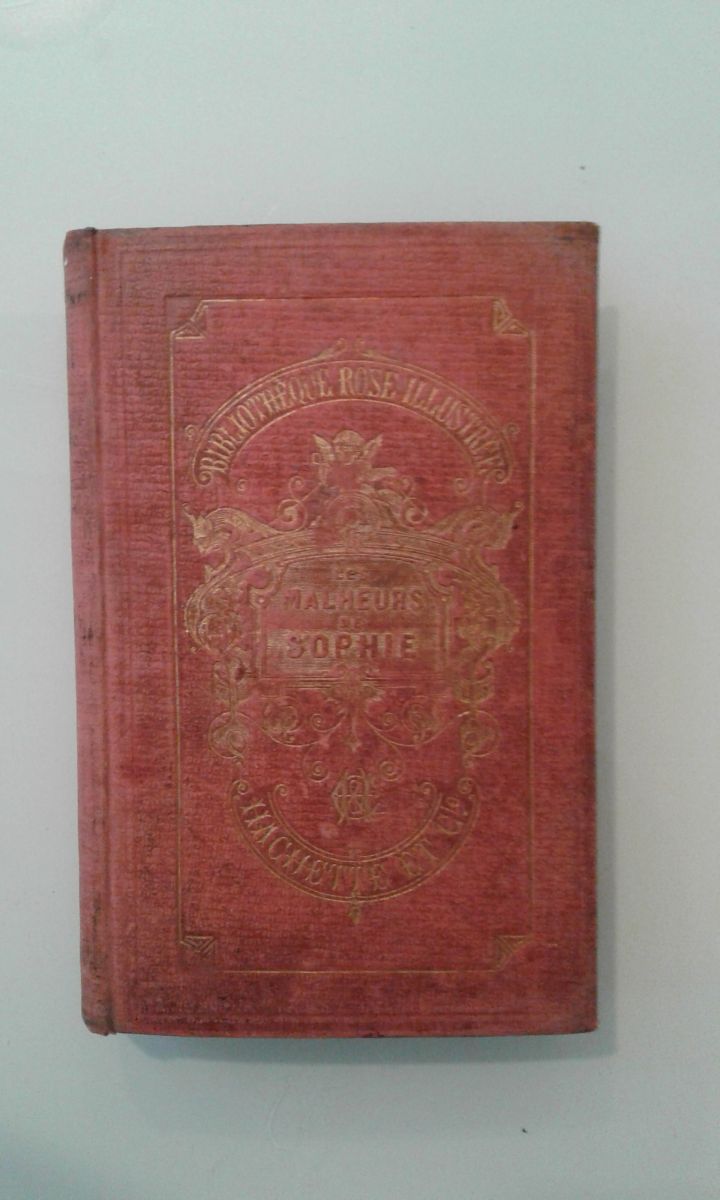 BIBLIOTHÈQUE ROSE ILLUSTRÉE
Les
MALHEURS
DE
SOPHIE
HACHETTE ET Cie